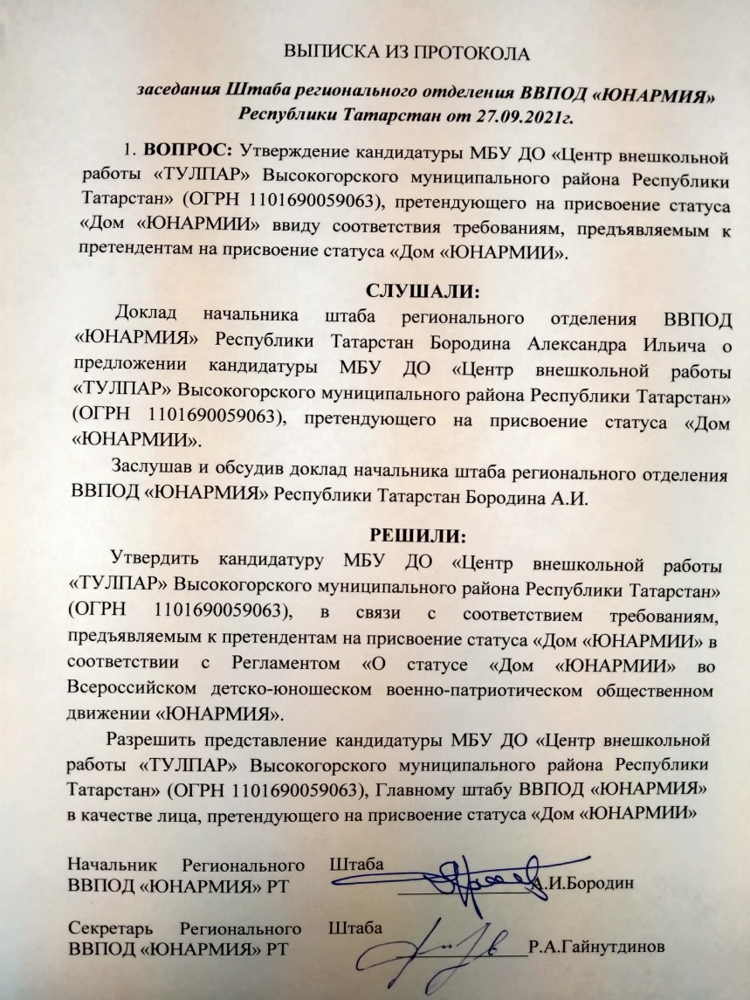 ВЫПИСКА ИЗ ПРОТОКОЛА
заседания Штаба регионального отделения ВВПОД «ЮНАРМИЯ»
Республики Татарстан от 27.09.2021г.
1. ВОПРОС: Утверждение кандидатуры МБУ ДО «Центр внешкольной
работы «ТУЛПАР» Высокогорского муниципального района Республики
Татарстан» (ОГРН 1101690059063), претендующего на присвоение статуса
«Дом «ЮНАРМИИ» ввиду соответствия требованиям, предъявляемым к
претендентам на присвоение статуса «Дом «ЮНАРМИИ».
СЛУШАЛИ:
Доклад начальника штаба регионального отделения ВВПОД
«ЮНАРМИЯ» Республики Татарстан Бородина Александра Ильича о
предложении кандидатуры МБУ ДО «Центр внешкольной работы
«ТУЛПАР» Высокогорского муниципального района Республики Татарстан»
(ОГРН 1101690059063), претендующего на присвоение статуса «Дом
«ЮНАРМИИ».
Заслушав и обсудив доклад начальника штаба регионального отделения
ВВПОД «ЮНАРМИЯ» Республики Татарстан Бородина А.И.
РЕШИЛИ:
Утвердить кандидатуру МБУ ДО «Центр внешкольной работы
«ТУЛПАР» Высокогорского муниципального района Республики Татарстан»
(ОГРН 1101690059063), в связи с соответствием требованиям,
предъявляемым к претендентам на присвоение статуса «Дом «ЮНАРМИИ» в
соответствии с Регламентом «О статусе «Дом «ЮНАРМИИ» во
Всероссийском детско-юношеском военно-патриотическом общественном
движении «ЮНАРМИЯ».
Разрешить представление кандидатуры МБУ ДО «Центр внешкольной
работы «ТУЛПАР» Высокогорского муниципального района Республики
Татарстан» (ОГРН 1101690059063), Главному штабу ВВПОД «ЮНАРМИЯ»
в качестве лица, претендующего на присвоение статуса «Дом «ЮНАРМИИ»
Начальник Регионального Штаба
ВВПОД «ЮНАРМИЯ» РТ А.И.Бородин
Секретарь Регионального Штаба
ВВПОД «ЮНАРМИЯ» РТ Р.А.Гайнутдинов